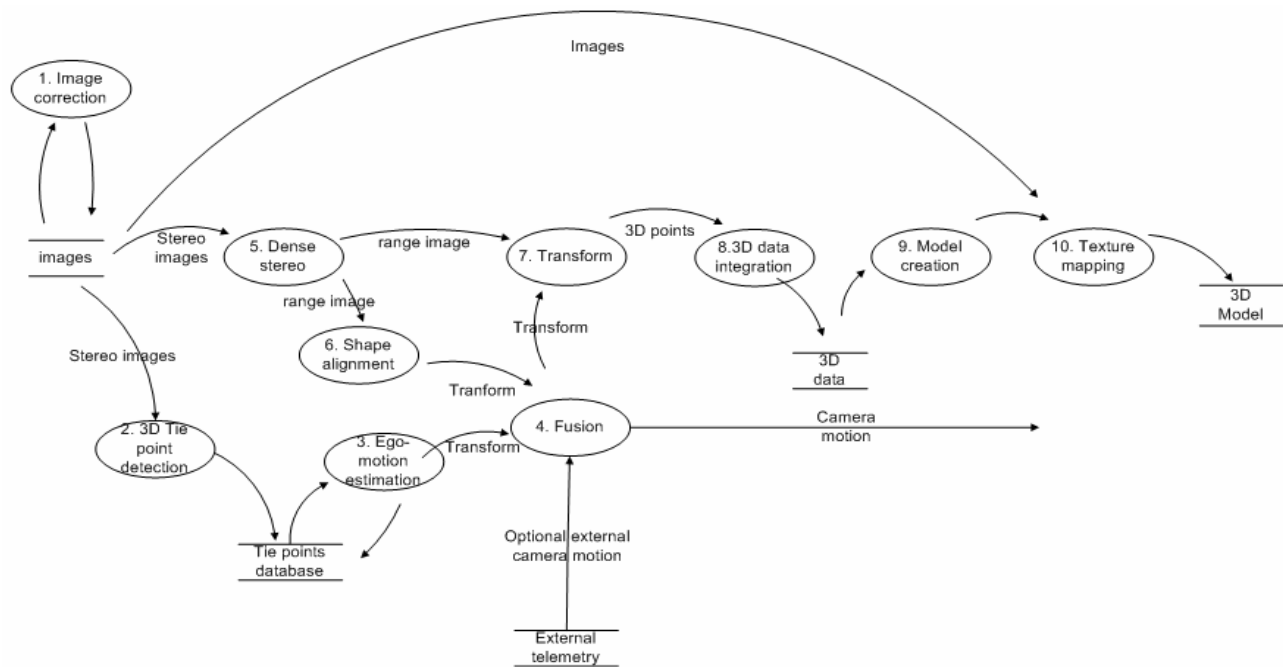 Images
1. Image
correction
images
Stereo
images
5. Dense
stereo
range image
7. Transform
3D points
8.3D data
integration
9. Model
creation
10. Texture
mapping
3D
Model
range image
6. Shape
alignment
Transform
Tranform
3D
data
Stereo images
2. 3D Tie
point
detection
3. Ego-
motion
estimation
Transform
4. Fusion
Camera
motion
Tie points
database
Optional external
camera motion
External
telemetry